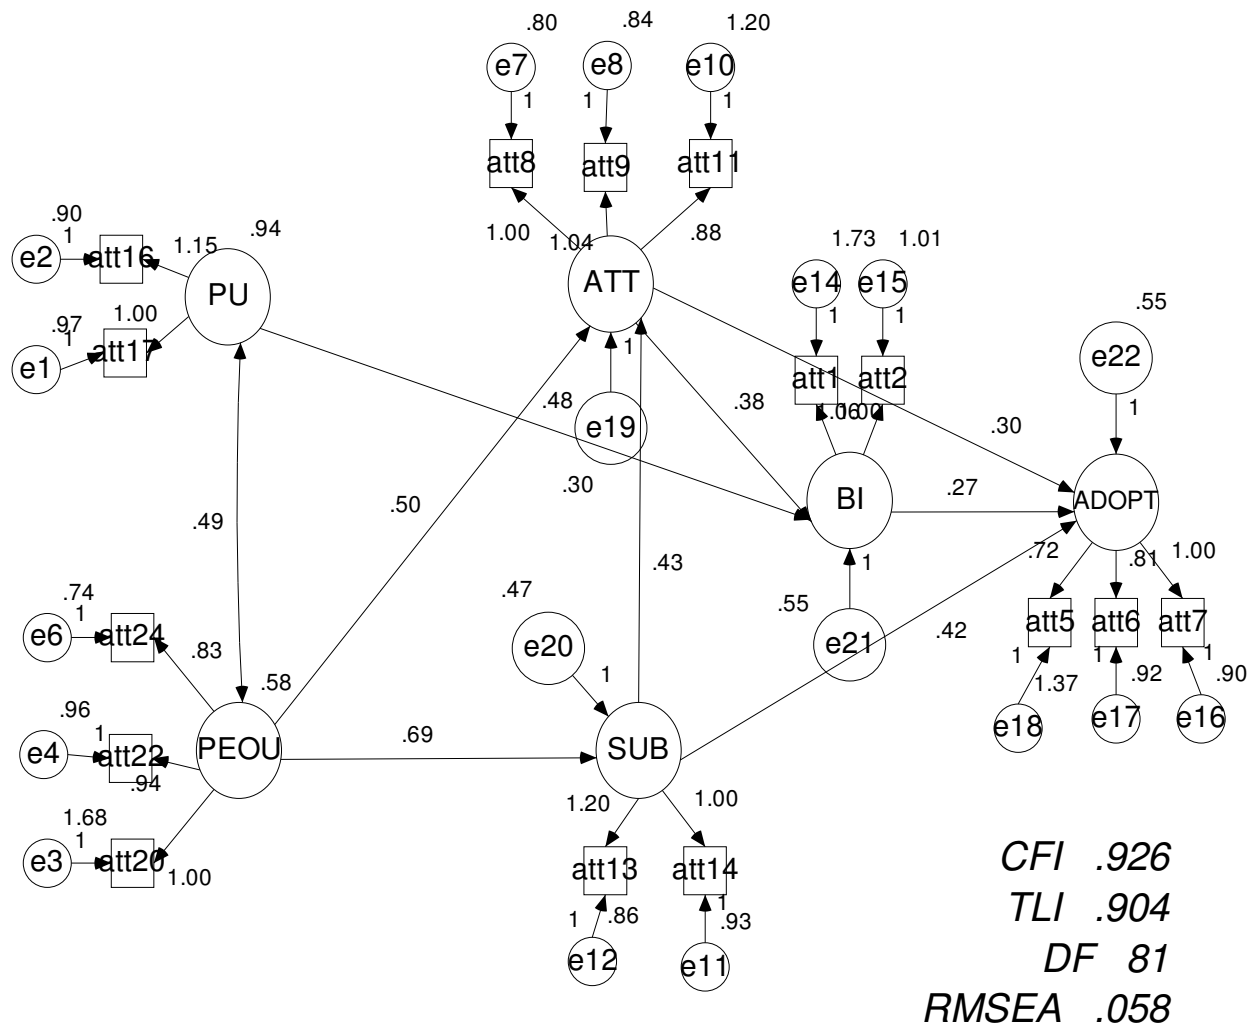 .80
.84
1.20
e7
e8
e10
1
1
1
att8
att9
att11
1.00
1.04
.88
ATT
.90
1
e2
att16
1.15
.94
PU
.97
1
e1
att17
1.00
1.73
1.01
e14
e15
1
1
att1
att2
1.06
1.00
.55
e22
1
1
e19
.48
.30
.38
.30
.50
.49
.27
BI
ADOPT
1
.72
.81
1.00
att5
att6
att7
1
1
1
1.37
.92
.90
e18
e17
e16
.43
.47
e20
1
.55
e21
.42
.74
1
e6
att24
.83
.58
PEOU
.69
SUB
.96
1
e4
att22
.94
1.68
1
e3
att20
1.00
1.20
1.00
att13
att14
1
.86
1
.93
e12
e11
CFI .926
TLI .904
DF 81
RMSEA .058